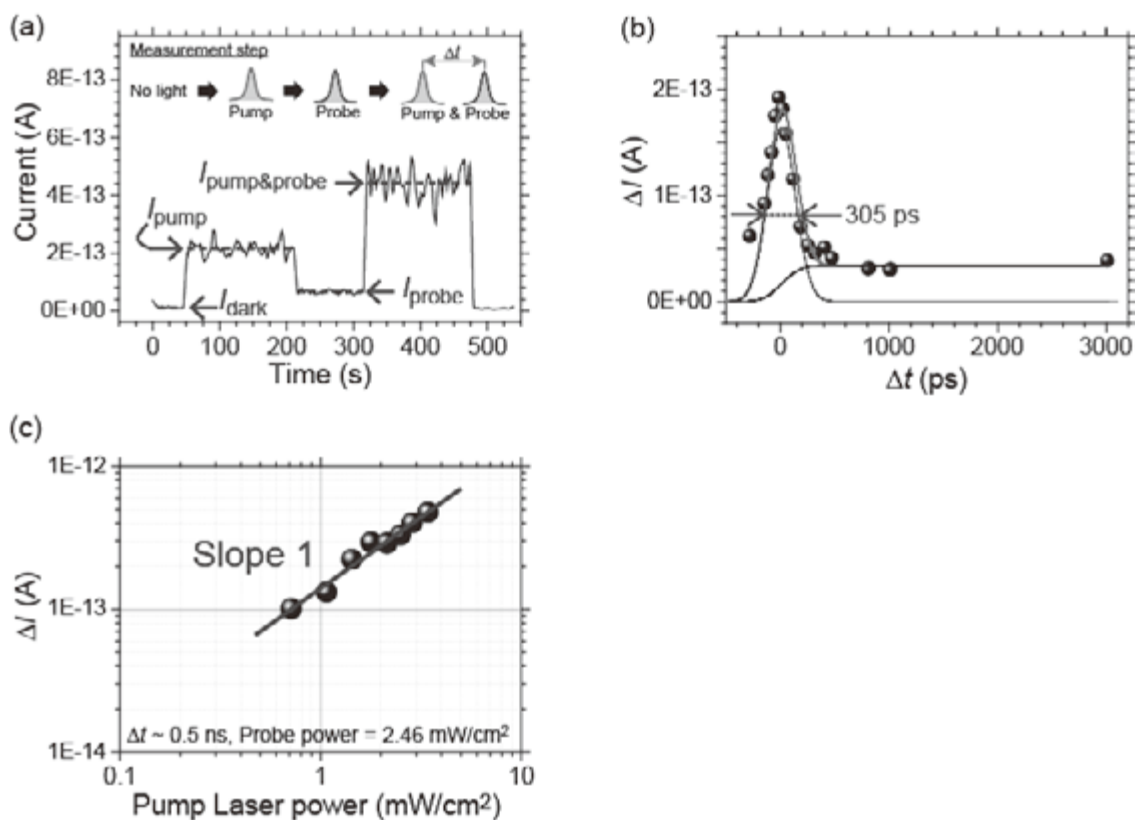 (a)
Measurement step
Δt
No light
Pump
Probe
Pump & Probe
8E-13
6E-13
4E-13
2E-13
0E+00
Current (A)
Ipump&probe
Ipump
Idark
Iprobe
0 100 200 300 400 500
Time (s)
(b)
2E-13
1E-13
0E+00
ΔI (A)
305 ps
0 1000 2000 3000
Δt (ps)
(c)
1E-12
1E-13
1E-14
ΔI (A)
Slope 1
Δt ~ 0.5 ns, Probe power = 2.46 mW/cm²
0.1 1 10
Pump Laser power (mW/cm²)